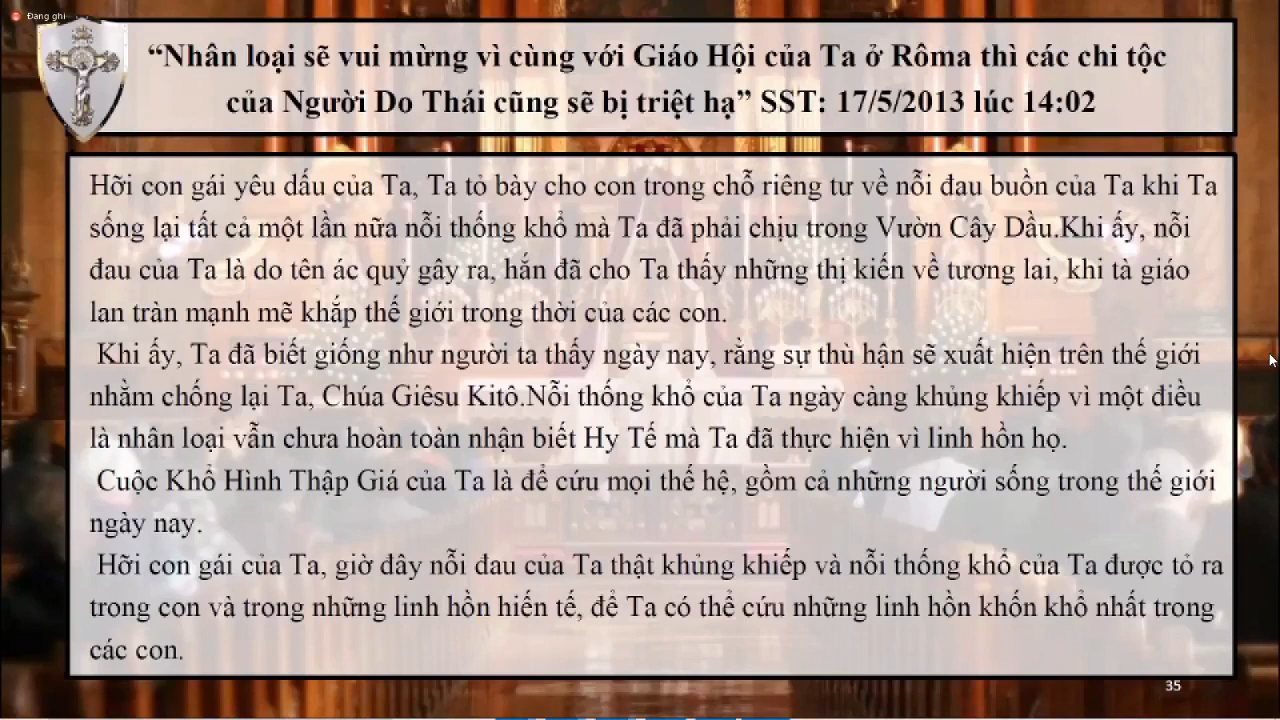 Đang ghi
“Nhân loại sẽ vui mừng vì cùng với Giáo Hội của Ta ở Rôma thì các chi tộc
của Người Do Thái cũng sẽ bị triệt hạ” SST: 17/5/2013 lúc 14:02
Hỡi con gái yêu dấu của Ta, Ta tỏ bày cho con trong chỗ riêng tư về nỗi đau buồn của Ta khi Ta
sống lại tất cả một lần nữa nỗi thống khổ mà Ta đã phải chịu trong Vườn Cây Dầu.Khi ấy, nỗi
đau của Ta là do tên ác quỷ gây ra, hắn đã cho Ta thấy những thị kiến về tương lai, khi tà giáo
lan tràn mạnh mẽ khắp thế giới trong thời của các con.
Khi ấy, Ta đã biết giống như người ta thấy ngày nay, rằng sự thù hận sẽ xuất hiện trên thế giới
nhằm chống lại Ta, Chúa Giêsu Kitô.Nỗi thống khổ của Ta ngày càng khủng khiếp vì một điều
là nhân loại vẫn chưa hoàn toàn nhận biết Hy Tế mà Ta đã thực hiện vì linh hồn họ.
Cuộc Khổ Hình Thập Giá của Ta là để cứu mọi thế hệ, gồm cả những người sống trong thế giới
ngày nay.
Hỡi con gái của Ta, giờ đây nỗi đau của Ta thật khủng khiếp và nỗi thống khổ của Ta được tỏ ra
trong con và trong những linh hồn hiến tế, để Ta có thể cứu những linh hồn khốn khổ nhất trong
các con.
35